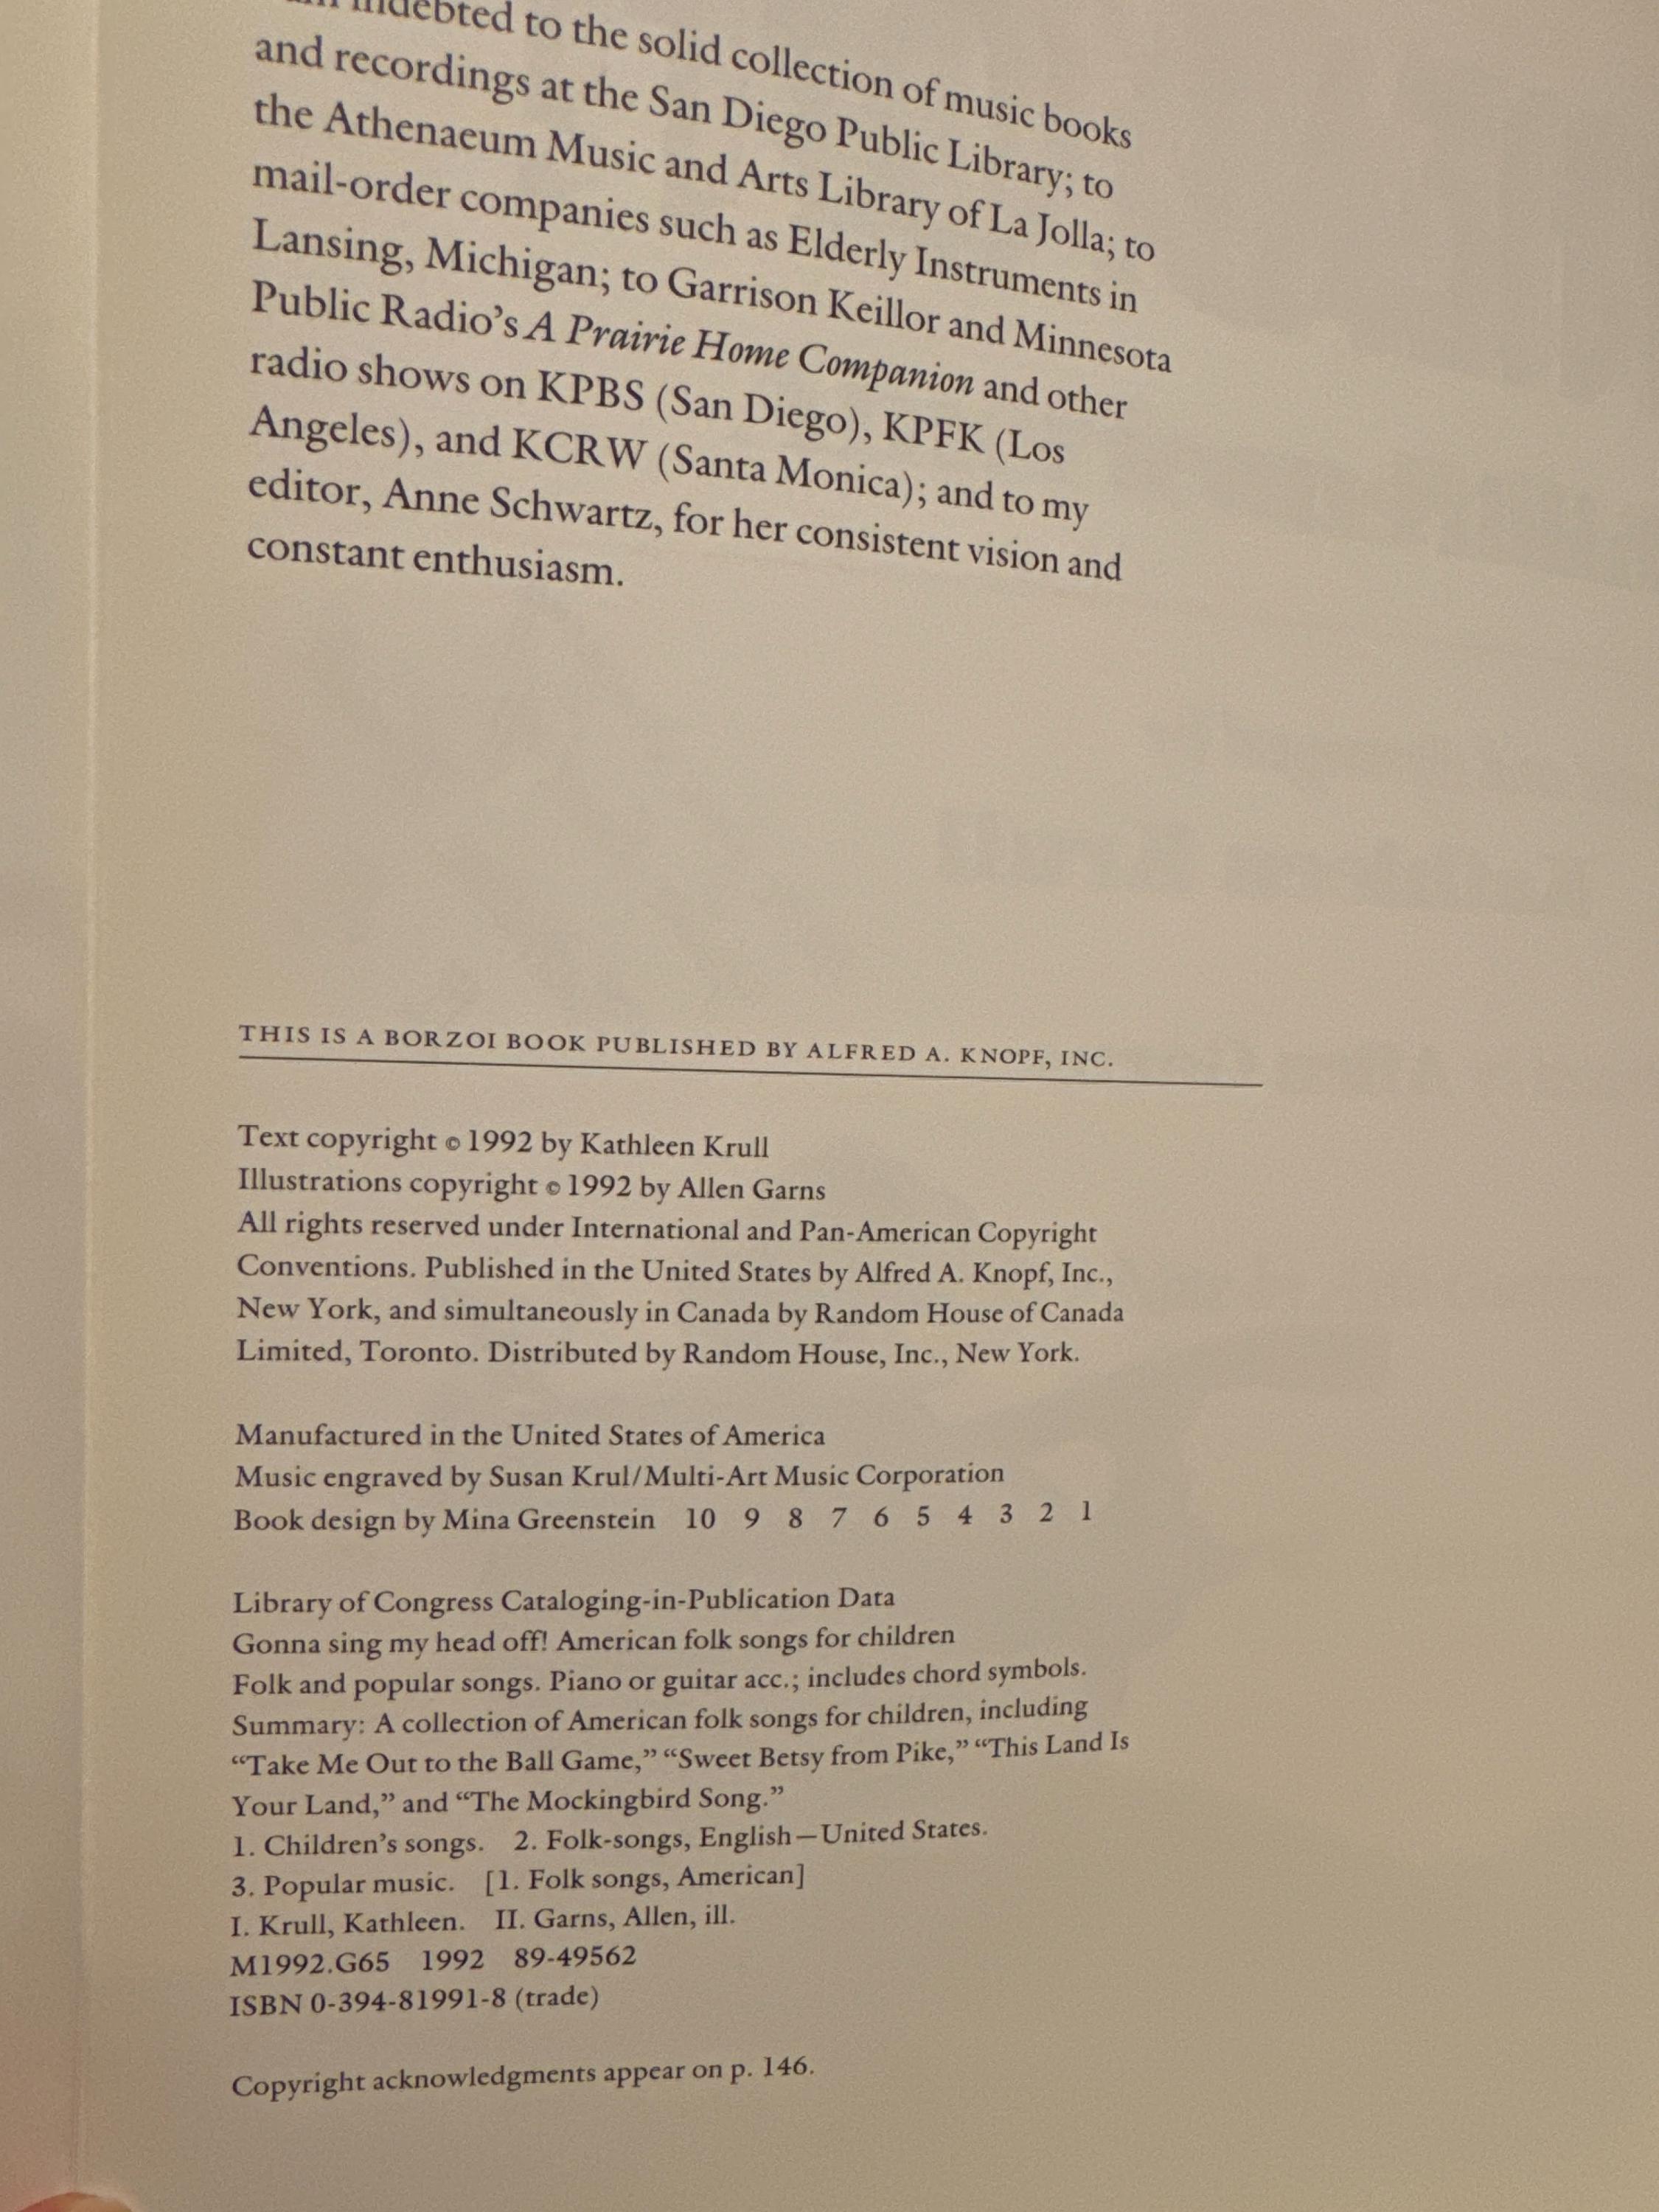 indebted to the solid collection of music books
and recordings at the San Diego Public Library; to
the Athenaeum Music and Arts Library of La Jolla; to
mail-order companies such as Elderly Instruments in
Lansing, Michigan; to Garrison Keillor and Minnesota
Public Radio's A Prairie Home Companion and other
radio shows on KPBS (San Diego), KPFK (Los
Angeles), and KCRW (Santa Monica); and to my
editor, Anne Schwartz, for her consistent vision and
constant enthusiasm.
THIS IS A BORZOI BOOK PUBLISHED BY ALFRED A. KNOPF, INC.
Text copyright © 1992 by Kathleen Krull
Illustrations copyright © 1992 by Allen Garns
All rights reserved under International and Pan-American Copyright
Conventions. Published in the United States by Alfred A. Knopf, Inc.,
New York, and simultaneously in Canada by Random House of Canada
Limited, Toronto. Distributed by Random House, Inc., New York.
Manufactured in the United States of America
Music engraved by Susan Krul/Multi-Art Music Corporation
Book design by Mina Greenstein 10 9 8 7 6 5 4 3 2 1
Library of Congress Cataloging-in-Publication Data
Gonna sing my head off! American folk songs for children
Folk and popular songs. Piano or guitar acc.; includes chord symbols.
Summary: A collection of American folk songs for children, including
“Take Me Out to the Ball Game,” “Sweet Betsy from Pike,” “This Land Is
Your Land,” and “The Mockingbird Song.”
1. Children's songs. 2. Folk-songs, English—United States.
3. Popular music. [1. Folk songs, American]
I. Krull, Kathleen. II. Garns, Allen, ill.
M1992.G65 1992 89-49562
ISBN 0-394-81991-8 (trade)
Copyright acknowledgments appear on p. 146.